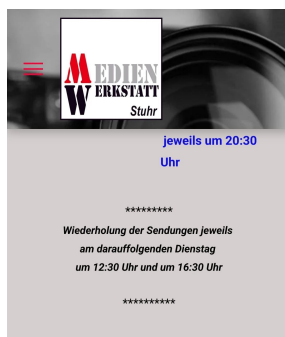 MEDIEN
WERKSTATT
Stuhr
jeweils um 20:30
Uhr
*********
Wiederholung der Sendungen jeweils
am darauffolgenden Dienstag
um 12:30 Uhr und um 16:30 Uhr
**********